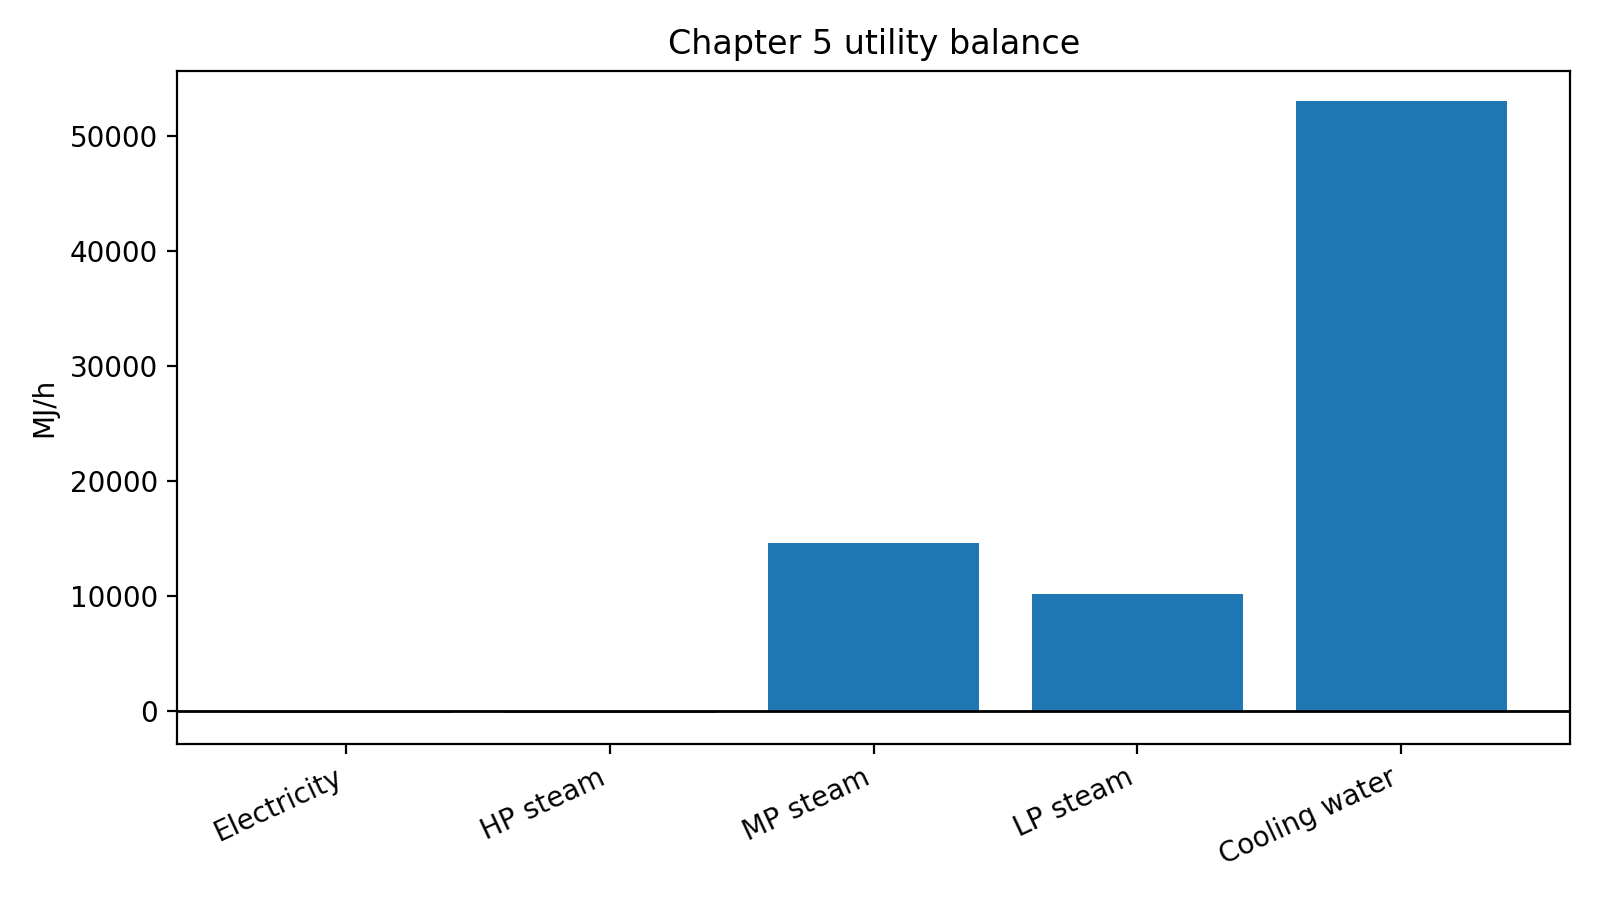 Chapter 5 utility balance
MJ/h
50000
40000
30000
20000
10000
0
Electricity
HP steam
MP steam
LP steam
Cooling water